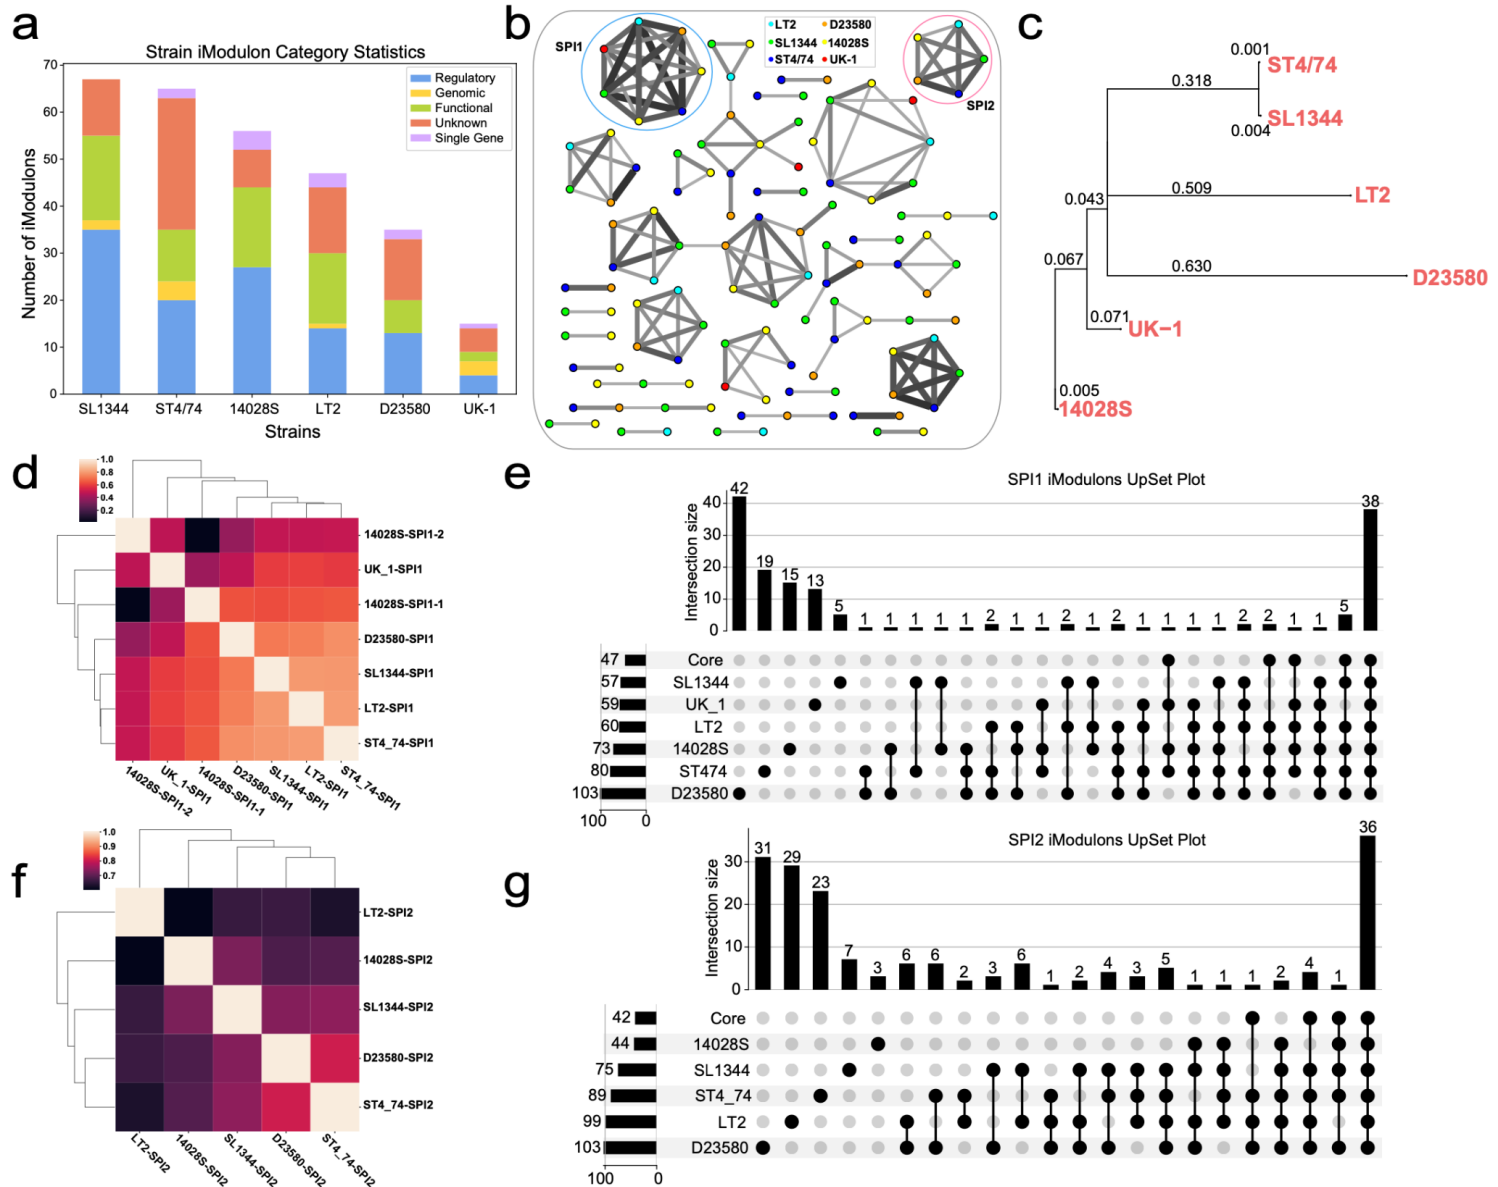 a
Strain iModulon Category Statistics
Number of iModulons
70
60
50
40
30
20
10
0
Regulatory
Genomic
Functional
Unknown
Single Gene
SL1344 ST4/74 14028S LT2 D23580 UK-1
Strains
b
SPI1
LT2 D23580
SL1344 14028S
ST4/74 UK-1
SPI2
c
0.001
ST4/74
0.318
SL1344
0.004
0.509
LT2
0.043
0.630
D23580
0.067
0.071
UK−1
0.005
14028S
d
1.0
0.8
0.6
0.4
0.2
14028S-SPI1-2
UK_1-SPI1
14028S-SPI1-1
D23580-SPI1
SL1344-SPI1
LT2-SPI1
ST4_74-SPI1
14028S-SPI1-2 UK_1-SPI1 14028S-SPI1-1 D23580-SPI1 SL1344-SPI1 LT2-SPI1 ST4_74-SPI1
e
SPI1 iModulons UpSet Plot
Intersection size
40
30
20
10
0
42 19 15 13 5 1 1 1 1 1 2 1 1 2 1 2 1 1 1 1 2 2 1 1 5 38
47 Core
57 SL1344
59 UK_1
60 LT2
73 14028S
80 ST474
103 D23580
100 0
f
1.0
0.9
0.8
0.7
LT2-SPI2
14028S-SPI2
SL1344-SPI2
D23580-SPI2
ST4_74-SPI2
LT2-SPI2 14028S-SPI2 SL1344-SPI2 D23580-SPI2 ST4_74-SPI2
g
SPI2 iModulons UpSet Plot
Intersection size
30
20
10
0
31 29 23 7 3 6 6 2 3 6 1 2 4 3 5 1 1 1 2 4 1 36
42 Core
44 14028S
75 SL1344
89 ST4_74
99 LT2
103 D23580
100 0